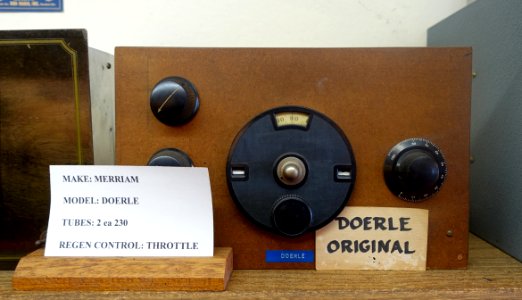 MAKE: MERRIAM
MODEL: DOERLE
TUBES: 2 ea 230
REGEN CONTROL: THROTTLE
DOERLE
DOERLE
ORIGINAL